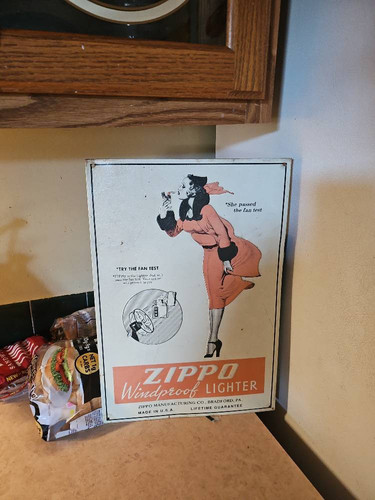 "She passed
the fan test
"TRY THE FAN TEST
ZIPPO
Windproof LIGHTER
ZIPPO MANUFACTURING CO., BRADFORD, PA.
MADE IN U.S.A. LIFETIME GUARANTEE